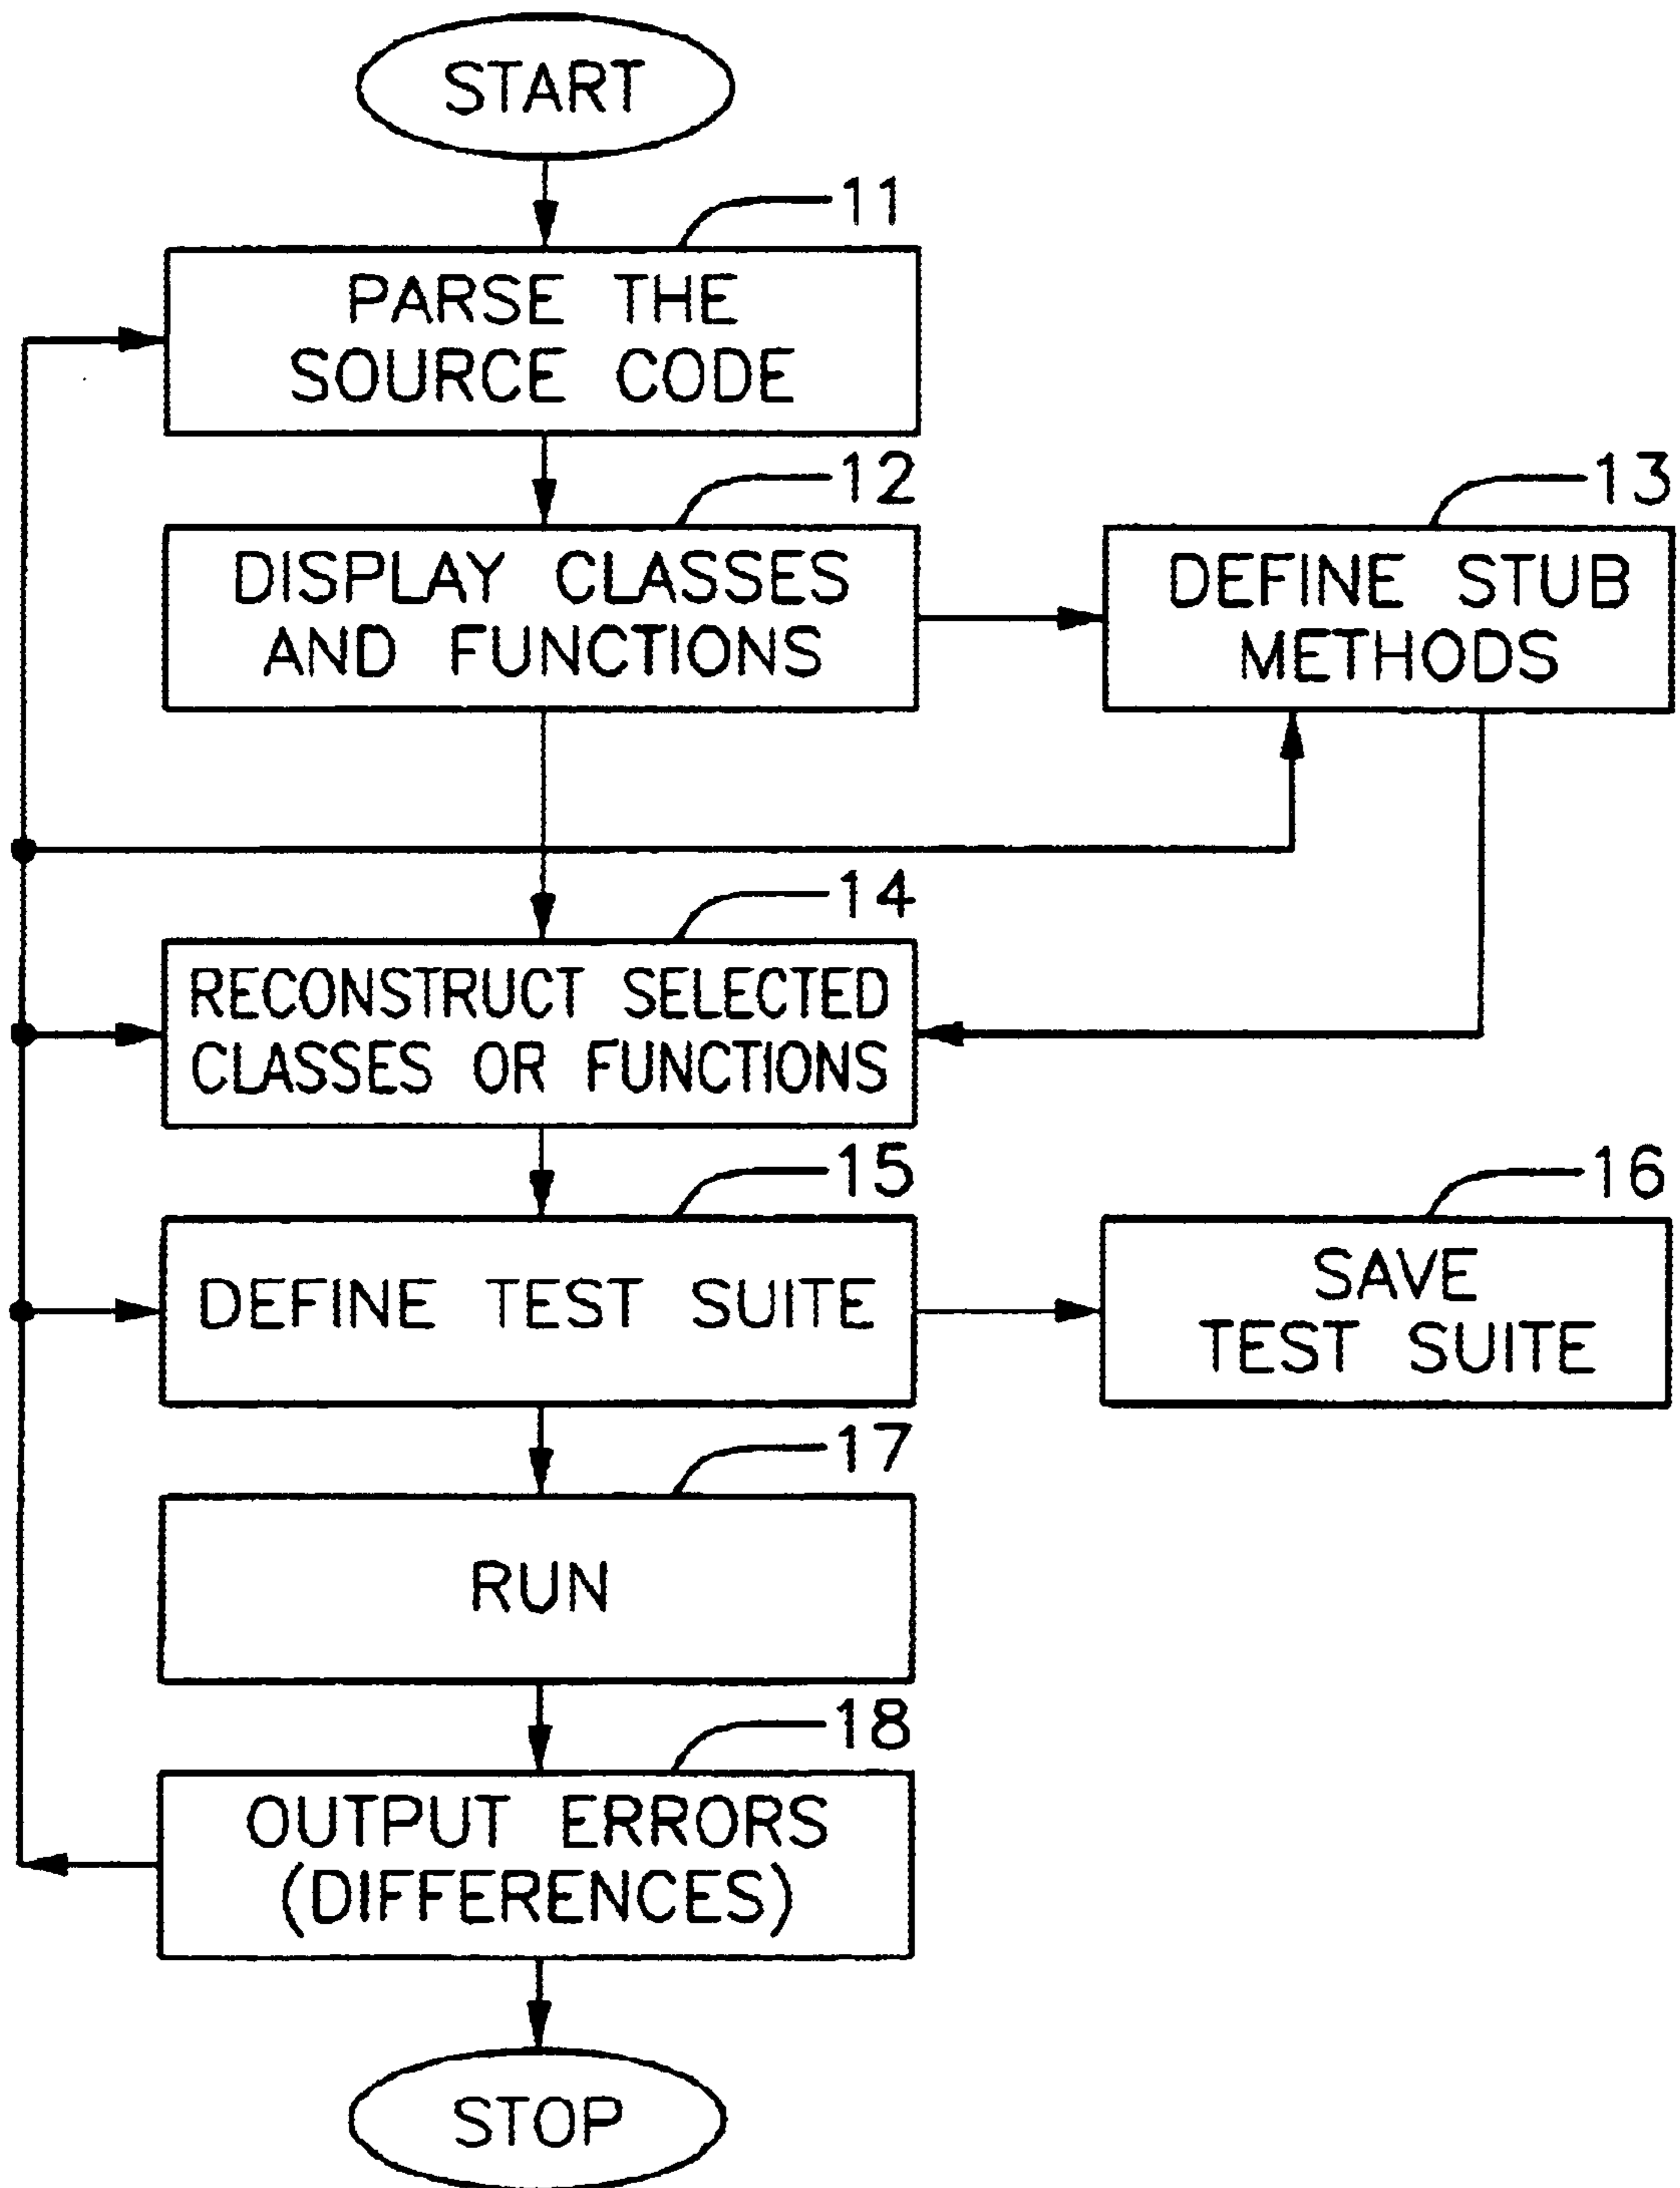 START
11
PARSE THE
SOURCE CODE
12
DISPLAY CLASSES
AND FUNCTIONS
13
DEFINE STUB
METHODS
14
RECONSTRUCT SELECTED
CLASSES OR FUNCTIONS
15
DEFINE TEST SUITE
16
SAVE
TEST SUITE
17
RUN
18
OUTPUT ERRORS
(DIFFERENCES)
STOP